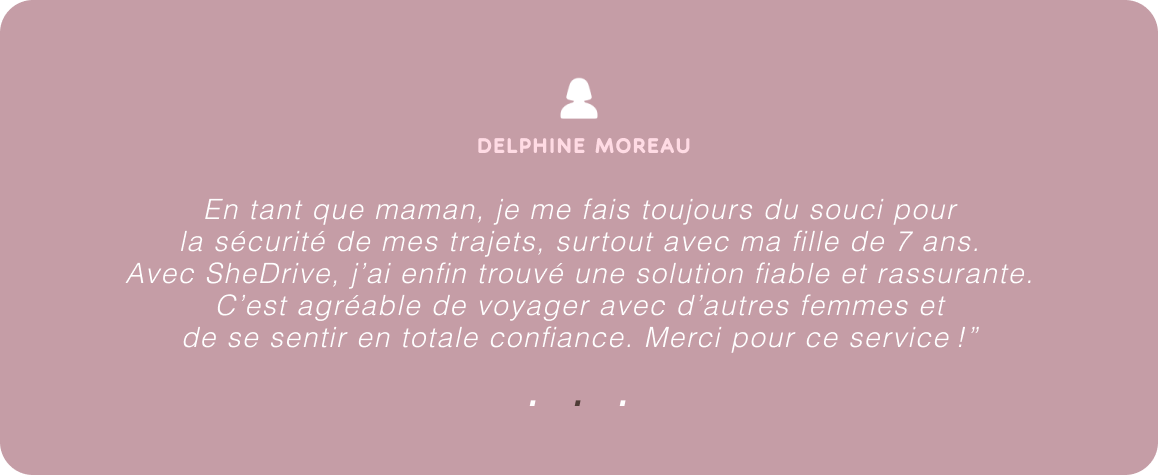 DELPHINE MOREAU
En tant que maman, je me fais toujours du souci pour
la sécurité de mes trajets, surtout avec ma fille de 7 ans.
Avec SheDrive, j’ai enfin trouvé une solution fiable et rassurante.
C’est agréable de voyager avec d’autres femmes et
de se sentir en totale confiance. Merci pour ce service !”
. . .